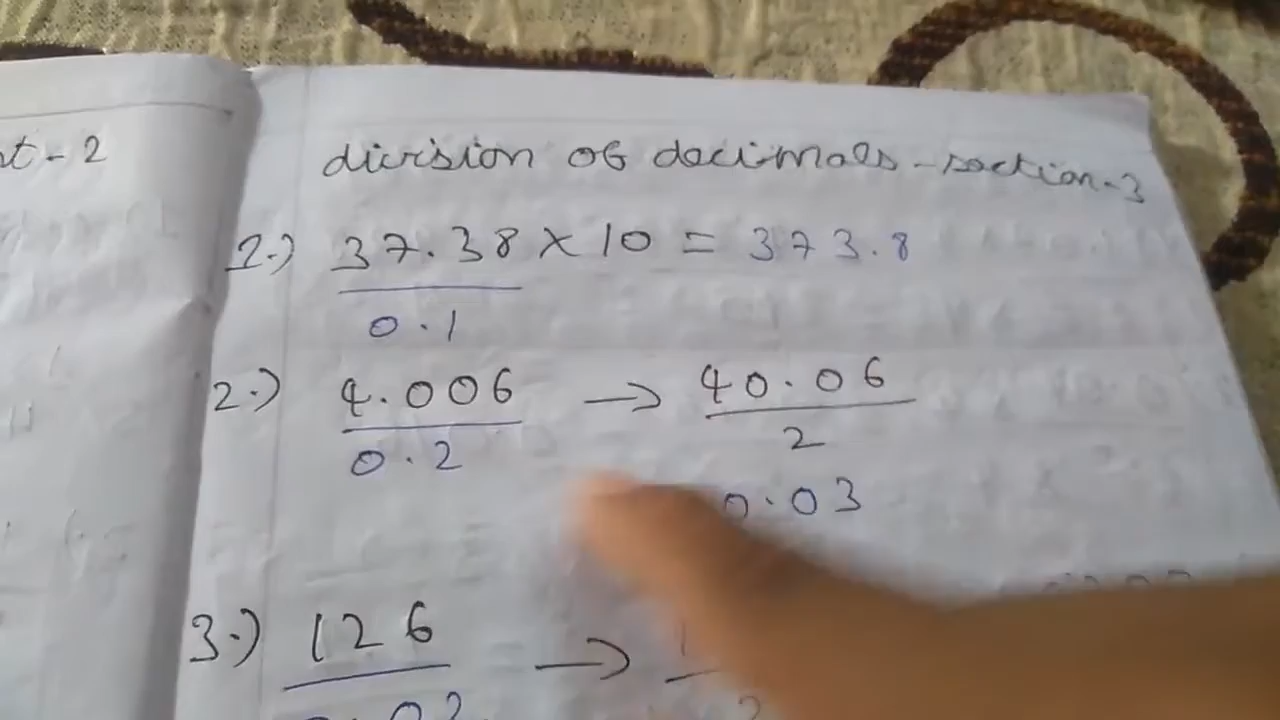 t-2
division of decimals-section-3
1.) 37.38 × 10 = 373.8
0.1
2.) 4.006 → 40.06
0.2 2
0.03
3.) 126 →